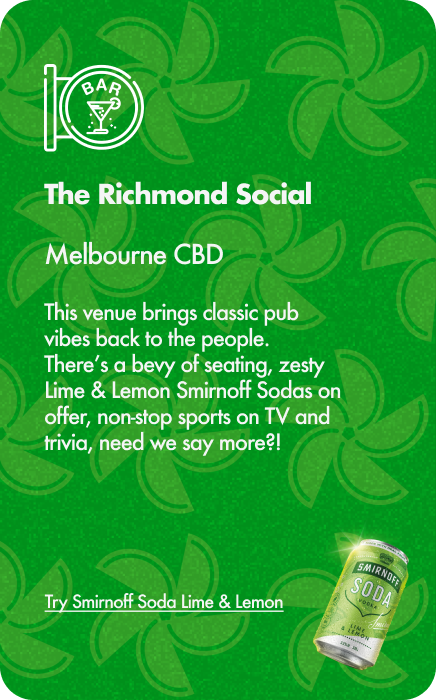 BAR
The Richmond Social
Melbourne CBD
This venue brings classic pub
vibes back to the people.
There's a bevy of seating, zesty
Lime & Lemon Smirnoff Sodas on
offer, non-stop sports on TV and
trivia, need we say more?!
SMIRNOFF
SODA
VODKA
LIME
& LEMON
Try Smirnoff Soda Lime & Lemon